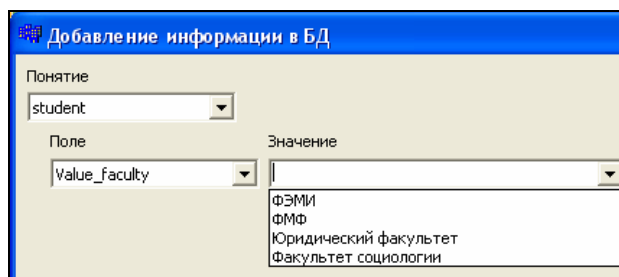 Добавление информации в БД
Понятие
student
Поле Значение
Value_faculty
ФЭМИ
ФМФ
Юридический факультет
Факультет социологии